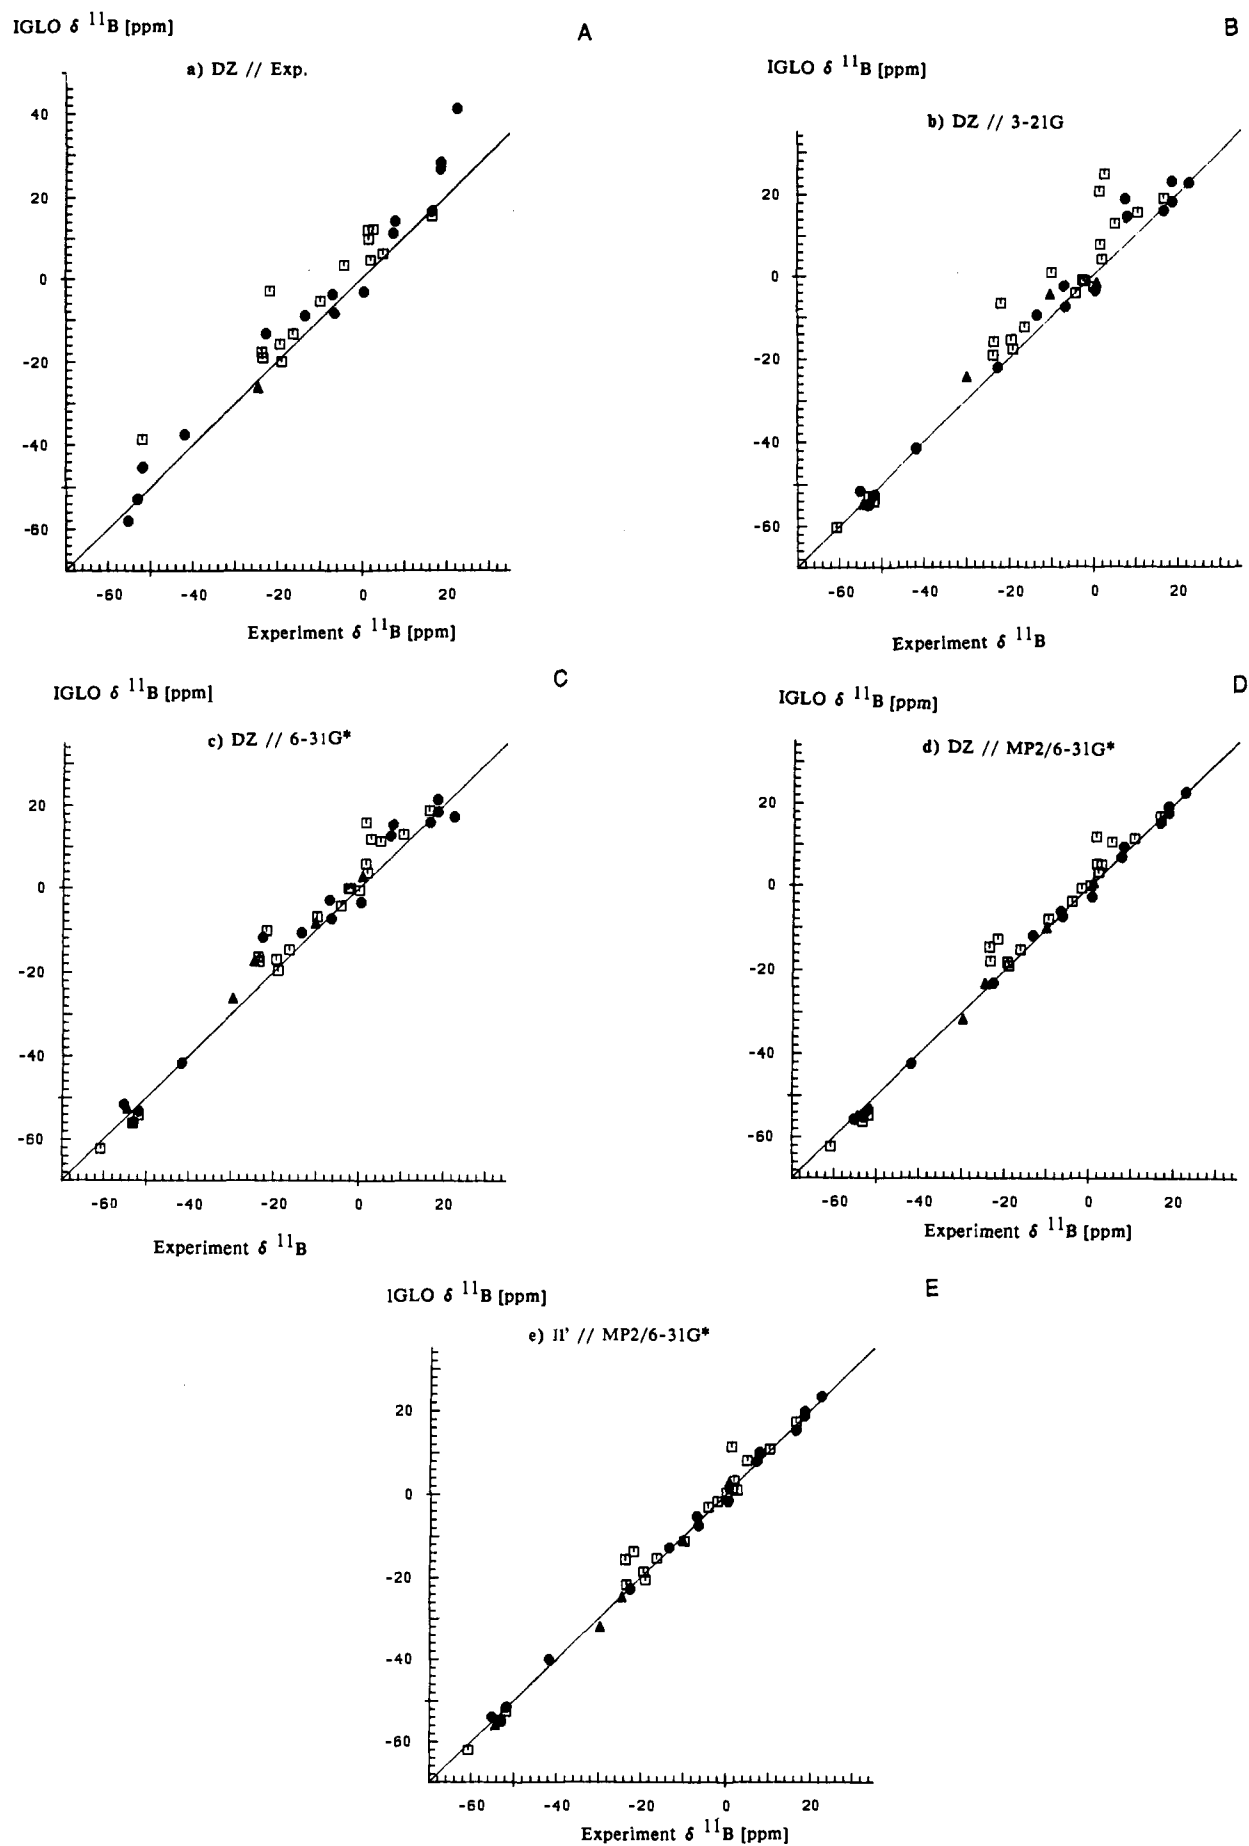 IGLO δ 11B [ppm]
A
a) DZ // Exp.
40
20
0
-20
-40
-60
-60 -40 -20 0 20
Experiment δ 11B [ppm]
B
IGLO δ 11B [ppm]
b) DZ // 3-21G
20
0
-20
-40
-60
-60 -40 -20 0 20
Experiment δ 11B
IGLO δ 11B [ppm]
C
c) DZ // 6-31G*
20
0
-20
-40
-60
-60 -40 -20 0 20
Experiment δ 11B
IGLO δ 11B [ppm]
D
d) DZ // MP2/6-31G*
20
0
-20
-40
-60
-60 -40 -20 0 20
Experiment δ 11B [ppm]
IGLO δ 11B [ppm]
E
e) II' // MP2/6-31G*
20
0
-20
-40
-60
-60 -40 -20 0 20
Experiment δ 11B [ppm]